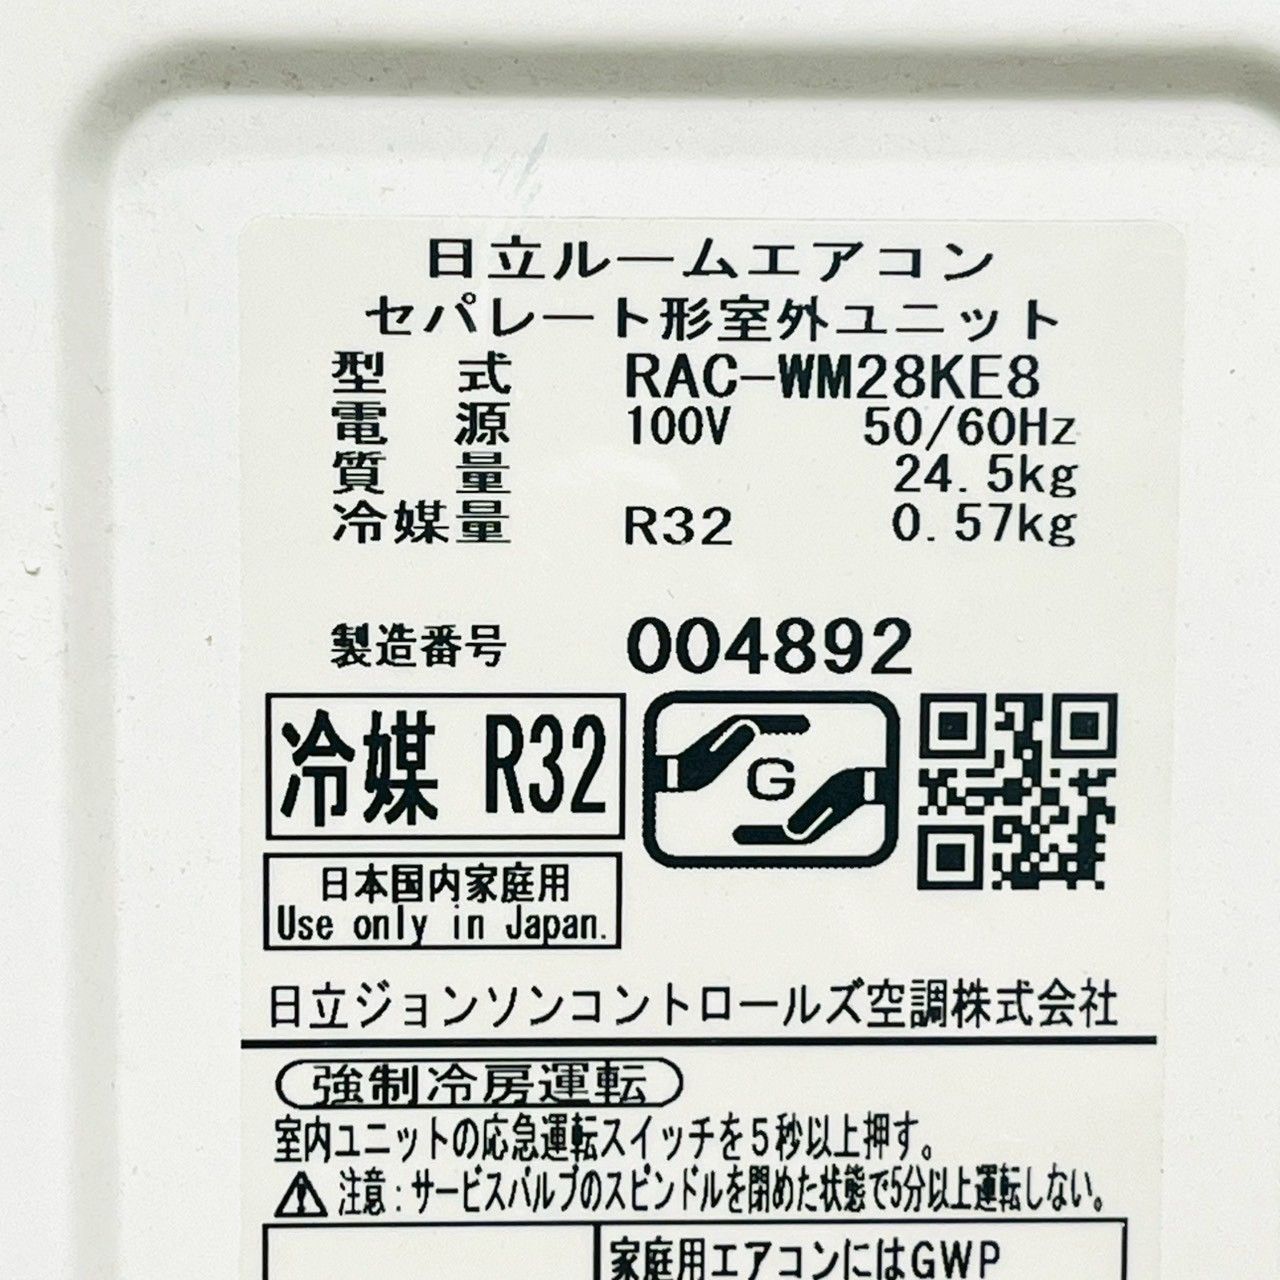 日立ルームエアコン
セパレート形室外ユニット
型式 RAC-WM28KE8
電源 100V 50/60Hz
質量 24.5kg
冷媒量 R32 0.57kg
製造番号 004892
冷媒 R32
G
日本国内家庭用
Use only in Japan.
日立ジョンソンコントロールズ空調株式会社
強制冷房運転
室内ユニットの応急運転スイッチを5秒以上押す。
注意:サービスバルブのスピンドルを閉めた状態で5分以上運転しない。
家庭用エアコンにはGWP